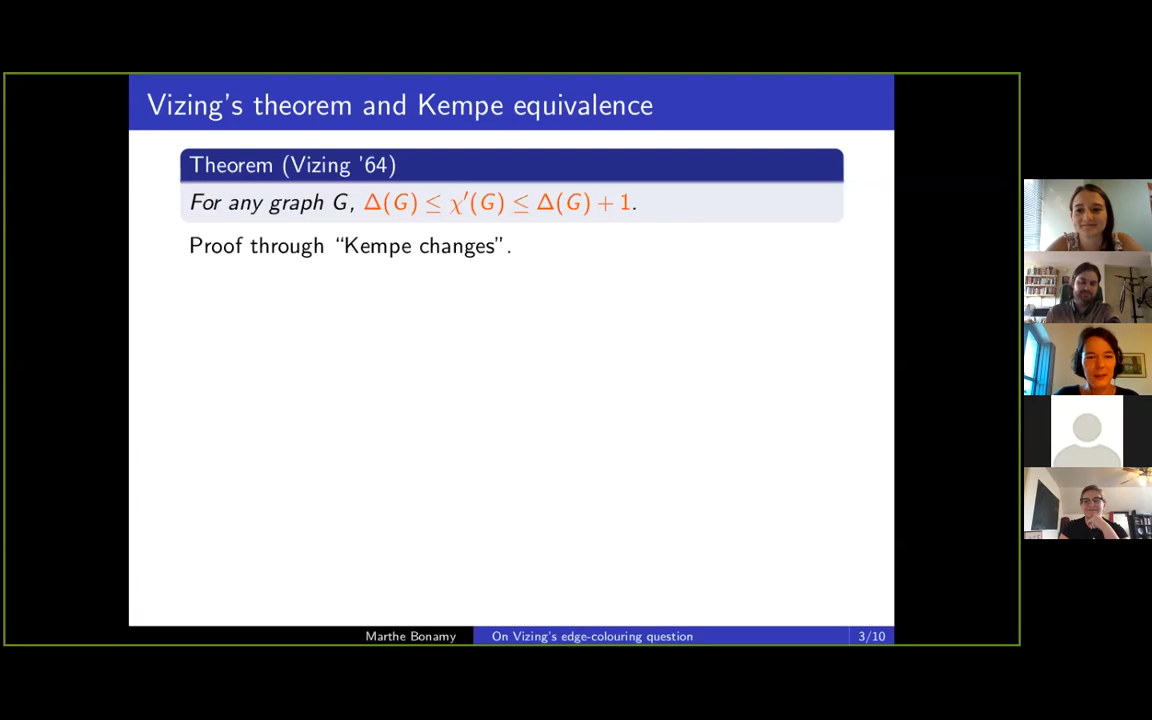 Vizing's theorem and Kempe equivalence
Theorem (Vizing '64)
For any graph G, Δ(G) ≤ χ′(G) ≤ Δ(G) + 1.
Proof through “Kempe changes”.
Marthe Bonamy On Vizing's edge-colouring question 3/10